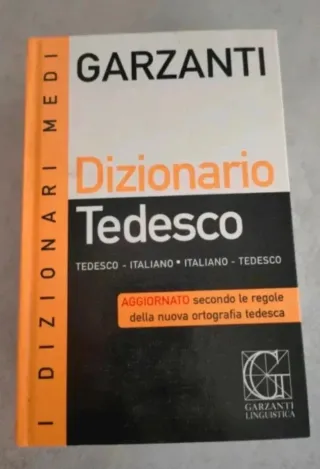 I DIZIONARI MEDI
GARZANTI
Dizionario
Tedesco
TEDESCO - ITALIANO • ITALIANO - TEDESCO
AGGIORNATO secondo le regole
della nuova ortografia tedesca
G
GARZANTI
LINGUISTICA